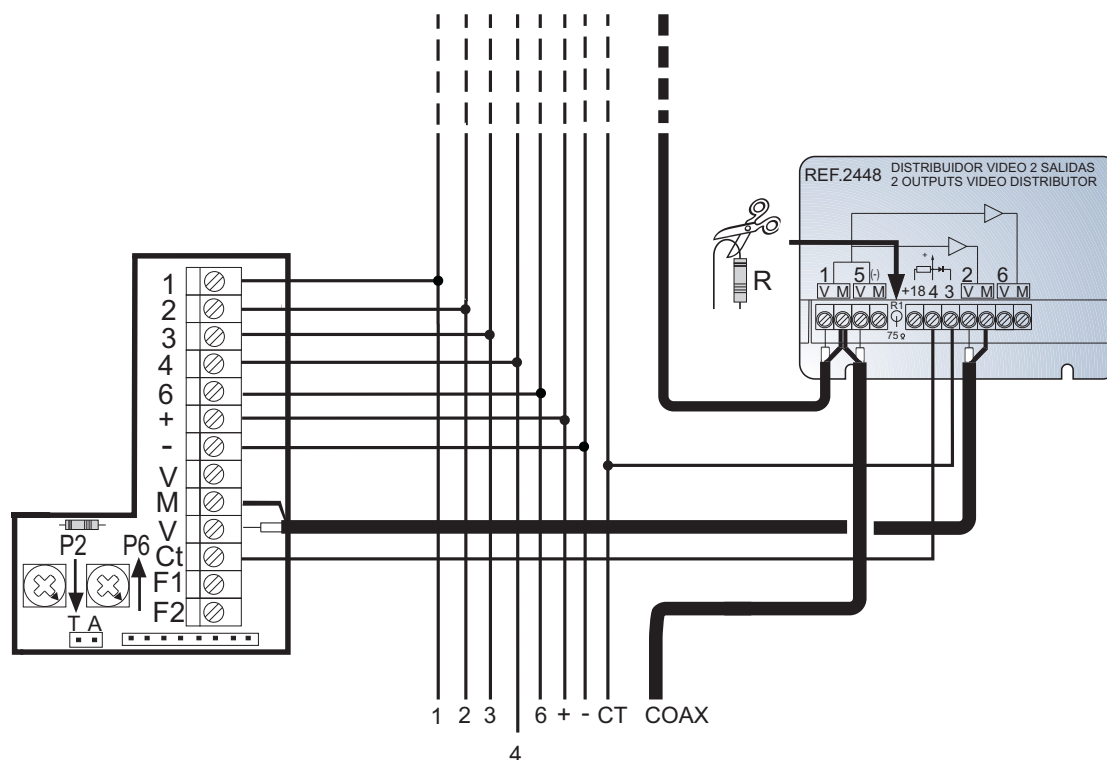 REF.2448
DISTRIBUIDOR VIDEO 2 SALIDAS
2 OUTPUTS VIDEO DISTRIBUTOR
R
+
1 5 (-) 2 6
V M V M +18 4 3 V M V M
R1
75Ω
1
2
3
4
6
+
-
V
M
V
Ct
F1
F2
P2 P6
T A
1 2 3 6 + - CT COAX
4